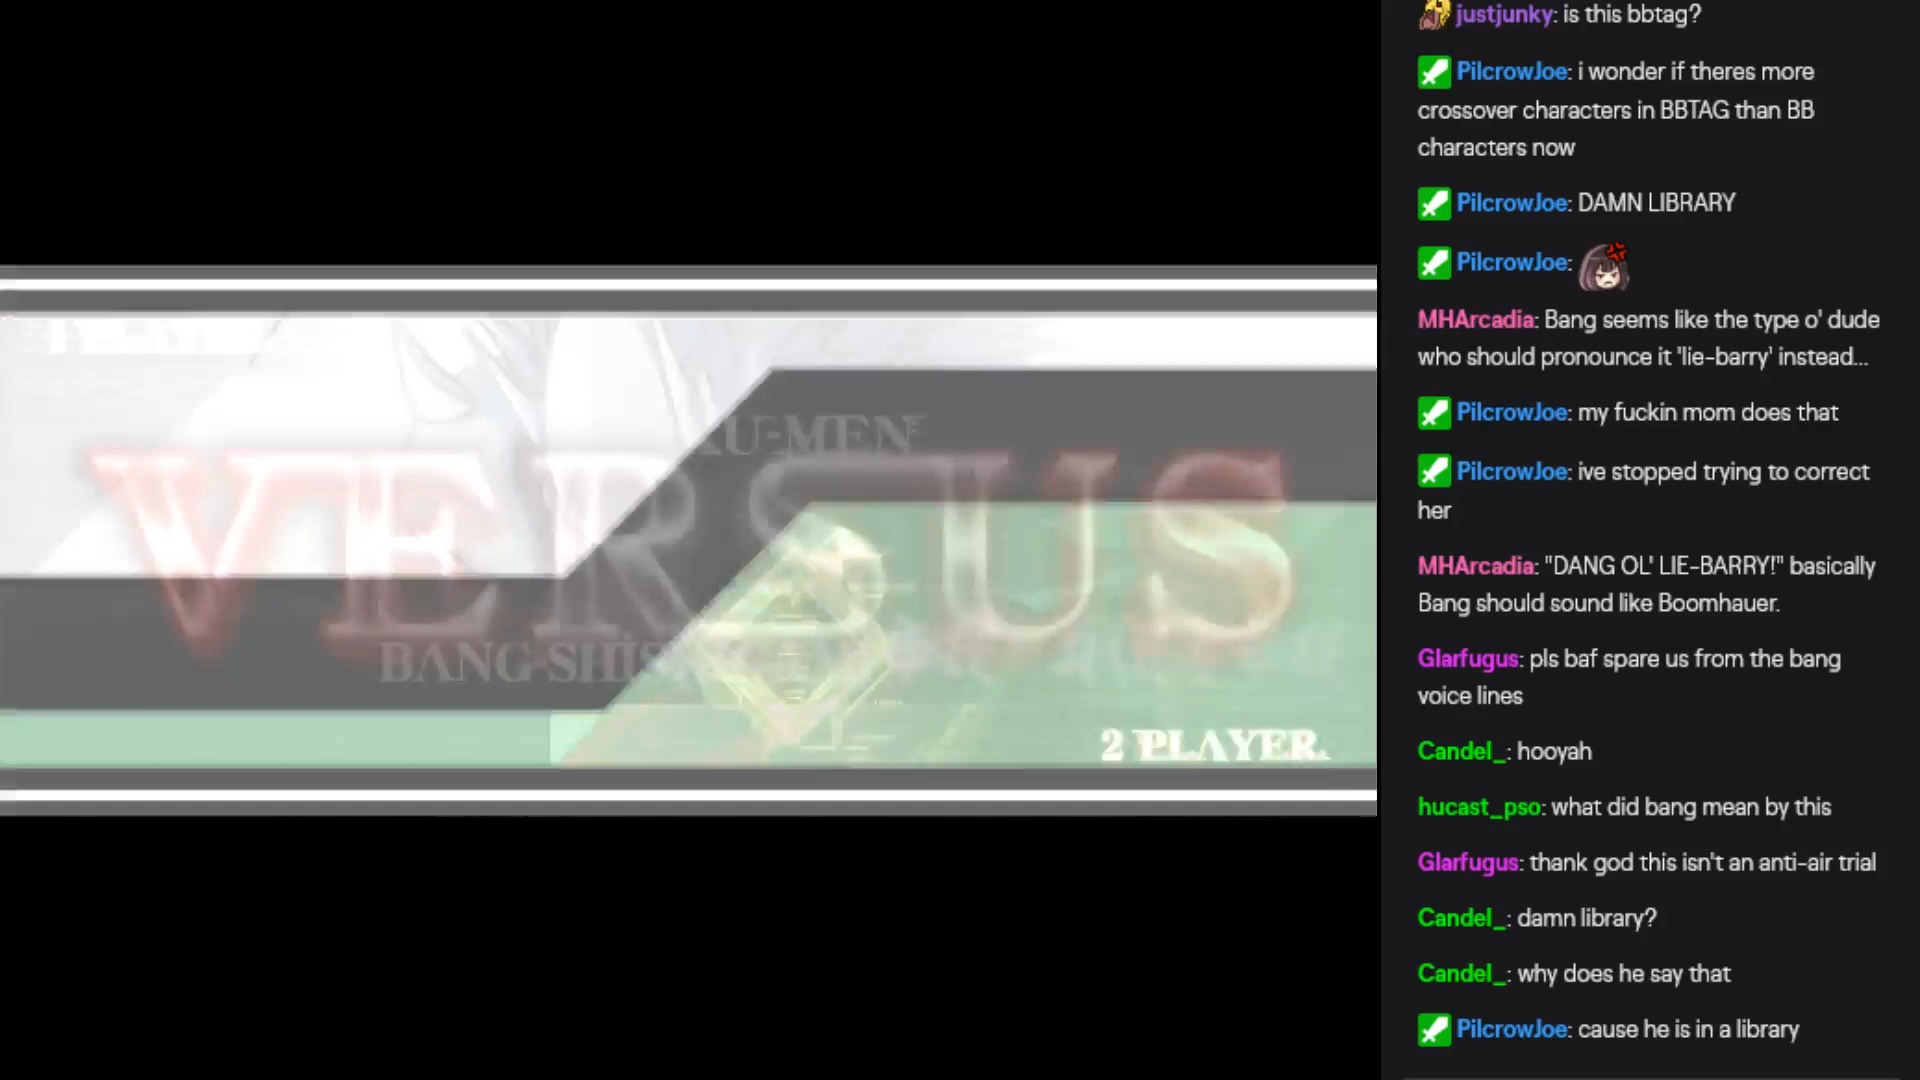 VERSUS
U-MEN
BANG-SHIS
2 PLAYER.
justjunky: is this bbtag?
PilcrowJoe: i wonder if theres more
crossover characters in BBTAG than BB
characters now
PilcrowJoe: DAMN LIBRARY
PilcrowJoe:
MHArcadia: Bang seems like the type o' dude
who should pronounce it 'lie-barry' instead...
PilcrowJoe: my fuckin mom does that
PilcrowJoe: ive stopped trying to correct
her
MHArcadia: "DANG OL' LIE-BARRY!" basically
Bang should sound like Boomhauer.
Glarfugus: pls baf spare us from the bang
voice lines
Candel_: hooyah
hucast_pso: what did bang mean by this
Glarfugus: thank god this isn't an anti-air trial
Candel_: damn library?
Candel_: why does he say that
PilcrowJoe: cause he is in a library